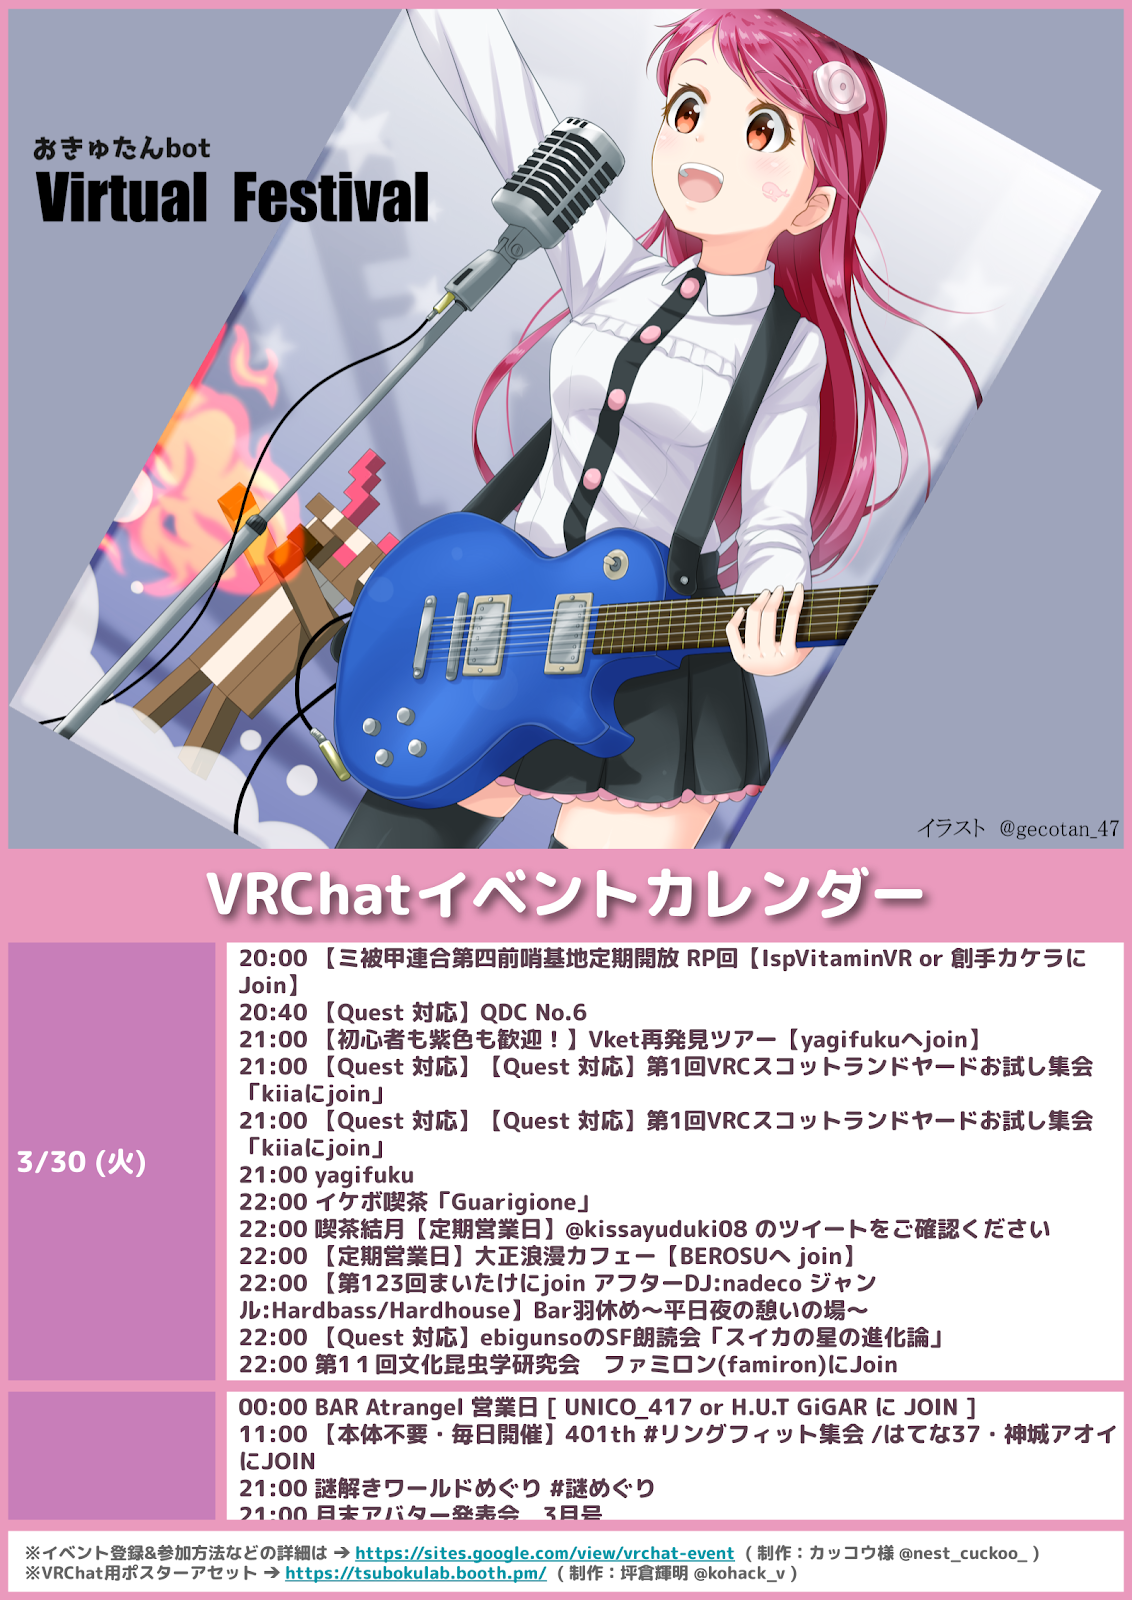 おきゅたんbot
Virtual Festival
イラスト @gecotan_47
VRChatイベントカレンダー
3/30 (火)
20:00 【ミ被甲連合第四前哨基地定期開放 RP回【IspVitaminVR or 創手カケラに
Join】
20:40 【Quest 対応】QDC No.6
21:00 【初心者も紫色も歓迎！】Vket再発見ツアー【yagifukuへjoin】
21:00 【Quest 対応】【Quest 対応】第1回VRCスコットランドヤードお試し集会
「kiiaにjoin」
21:00 【Quest 対応】【Quest 対応】第1回VRCスコットランドヤードお試し集会
「kiiaにjoin」
21:00 yagifuku
22:00 イケボ喫茶「Guarigione」
22:00 喫茶結月【定期営業日】@kissayuduki08 のツイートをご確認ください
22:00 【定期営業日】大正浪漫カフェー【BEROSUへ join】
22:00 【第123回まいたけにjoin アフターDJ:nadeco ジャン
ル:Hardbass/Hardhouse】Bar羽休め〜平日夜の憩いの場〜
22:00 【Quest 対応】ebigunsoのSF朗読会「スイカの星の進化論」
22:00 第1１回文化昆虫学研究会　ファミロン(famiron)にJoin
00:00 BAR Atrangel 営業日 [ UNICO_417 or H.U.T GiGAR に JOIN ]
11:00 【本体不要・毎日開催】401th #リングフィット集会 /はてな37・神城アオイ
にJOIN
21:00 謎解きワールドめぐり #謎めぐり
21:00 月末アバター発表会　3月号
※イベント登録&参加方法などの詳細は ➔ https://sites.google.com/view/vrchat-event ( 制作：カッコウ様 @nest_cuckoo_ )
※VRChat用ポスターアセット ➔ https://tsubokulab.booth.pm/ ( 制作：坪倉輝明 @kohack_v )